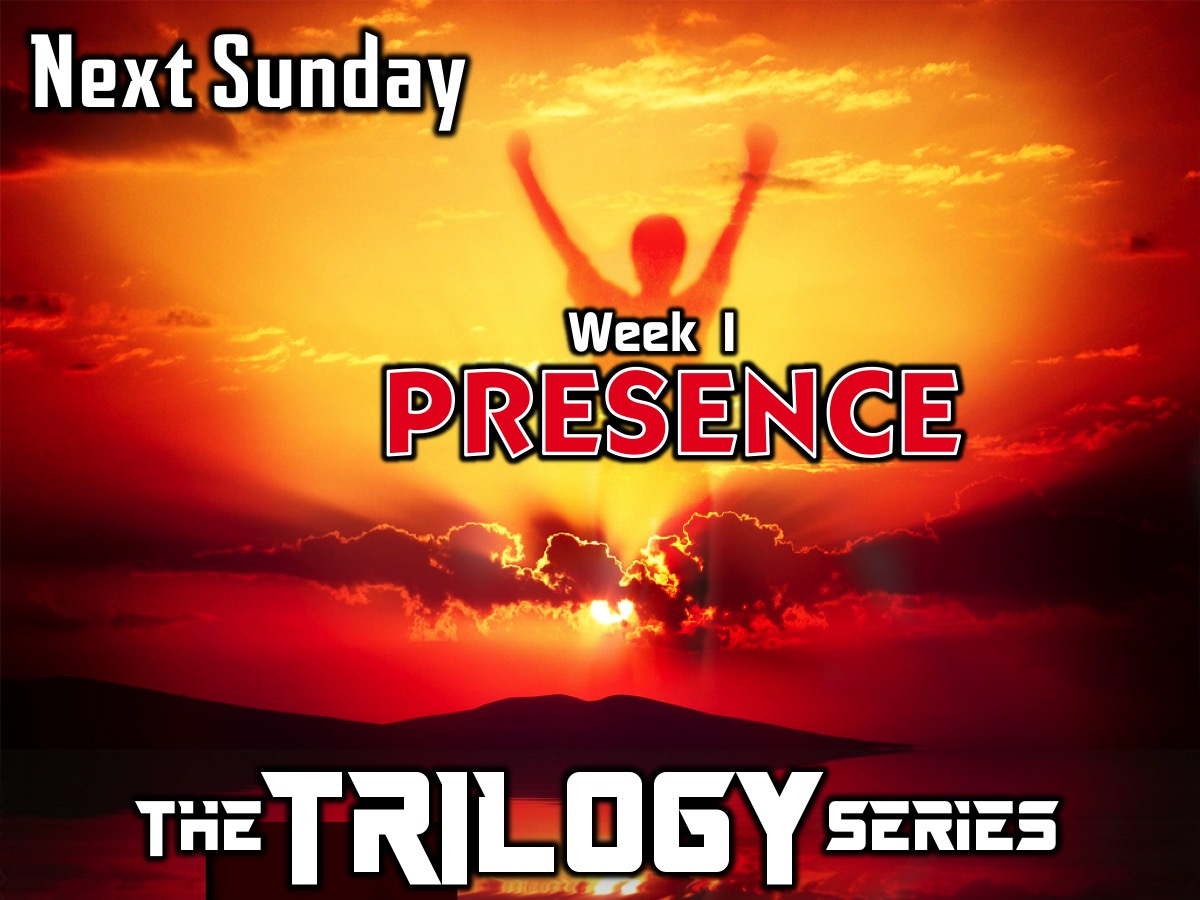 Next Sunday
Week 1
PRESENCE
THE TRILOGY SERIES